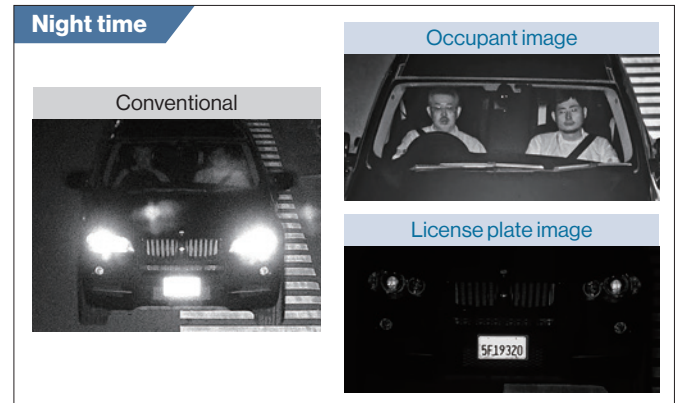 Night time
Conventional
Occupant image
License plate image
5F19320